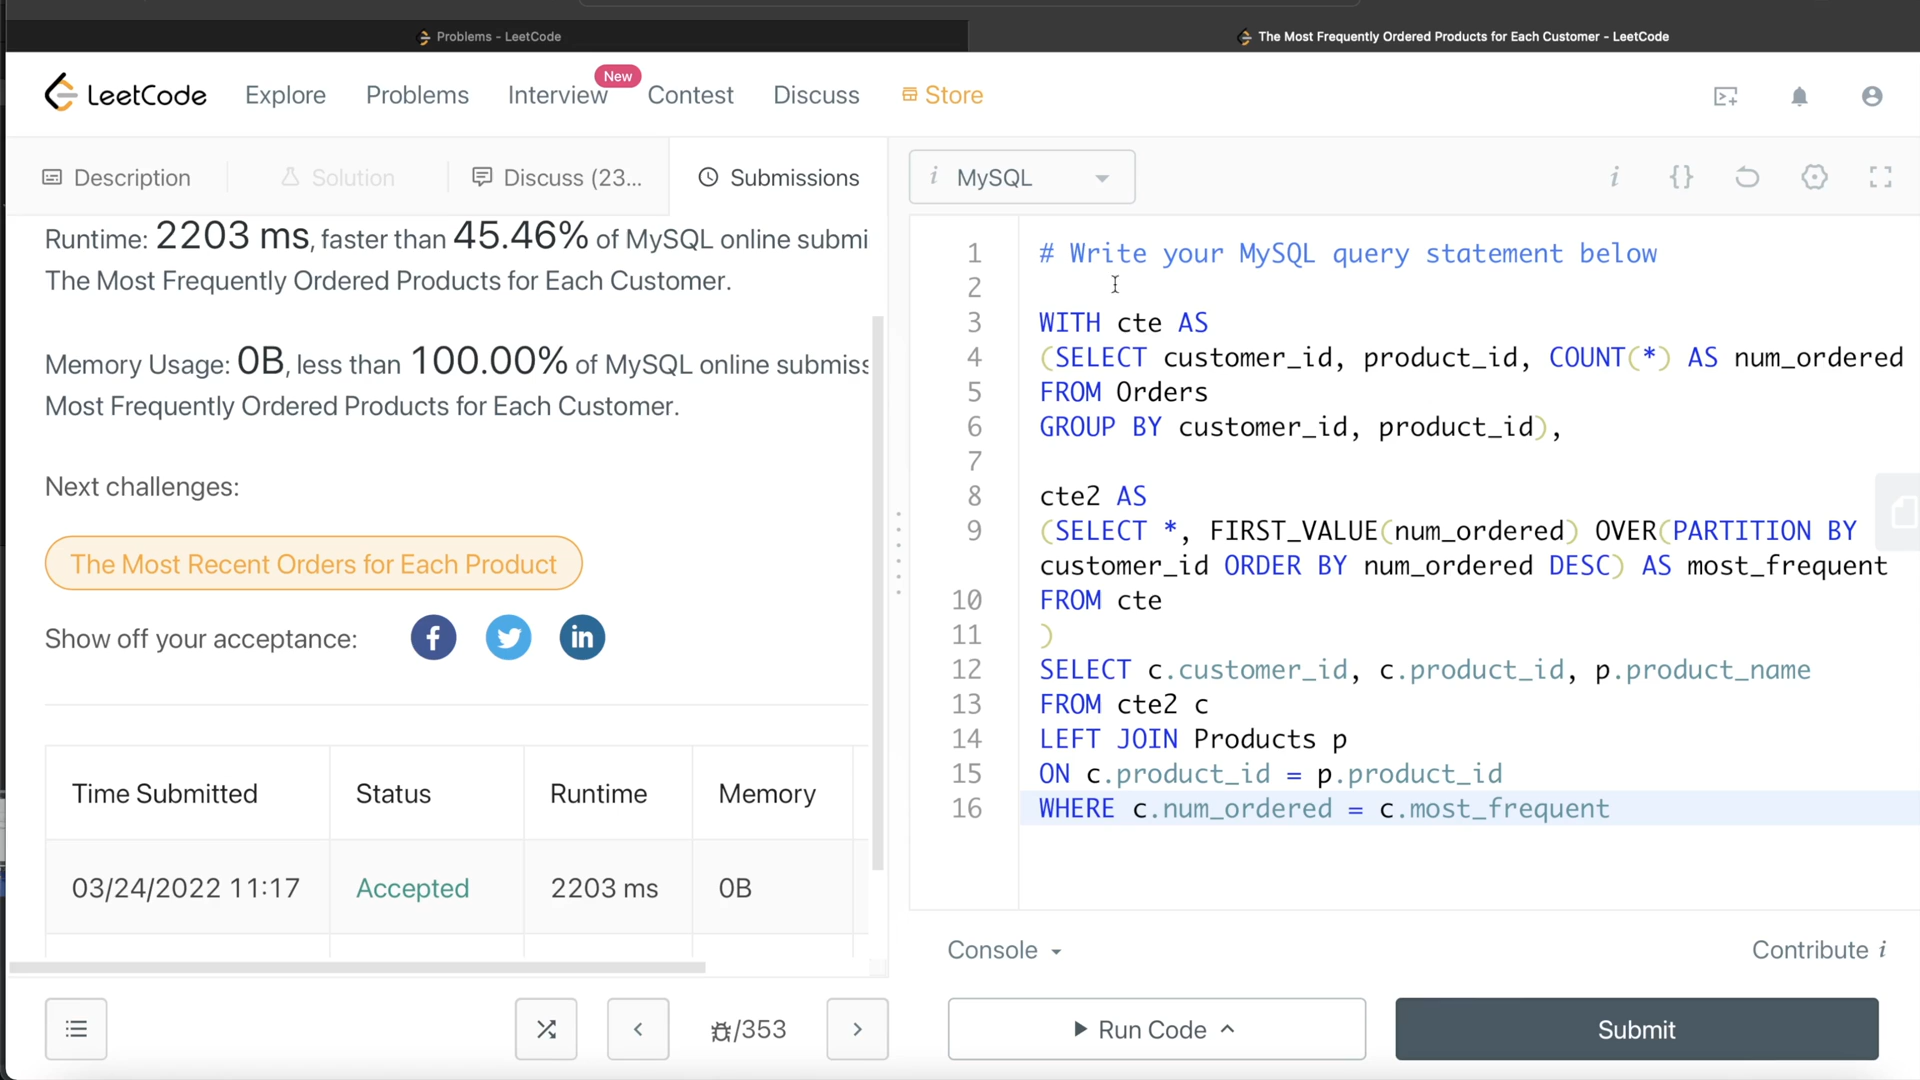 Problems - LeetCode
The Most Frequently Ordered Products for Each Customer - LeetCode
LeetCode Explore Problems Interview New Contest Discuss Store
Description Solution Discuss (23... Submissions
Runtime: 2203 ms, faster than 45.46% of MySQL online submi
The Most Frequently Ordered Products for Each Customer.
Memory Usage: 0B, less than 100.00% of MySQL online submiss
Most Frequently Ordered Products for Each Customer.
Next challenges:
The Most Recent Orders for Each Product
Show off your acceptance:
Time Submitted Status Runtime Memory
03/24/2022 11:17 Accepted 2203 ms 0B
/353
i MySQL
1 # Write your MySQL query statement below
2
3 WITH cte AS
4 (SELECT customer_id, product_id, COUNT(*) AS num_ordered
5 FROM Orders
6 GROUP BY customer_id, product_id),
7
8 cte2 AS
9 (SELECT *, FIRST_VALUE(num_ordered) OVER(PARTITION BY
customer_id ORDER BY num_ordered DESC) AS most_frequent
10 FROM cte
11 )
12 SELECT c.customer_id, c.product_id, p.product_name
13 FROM cte2 c
14 LEFT JOIN Products p
15 ON c.product_id = p.product_id
16 WHERE c.num_ordered = c.most_frequent
Console Contribute i
Run Code Submit